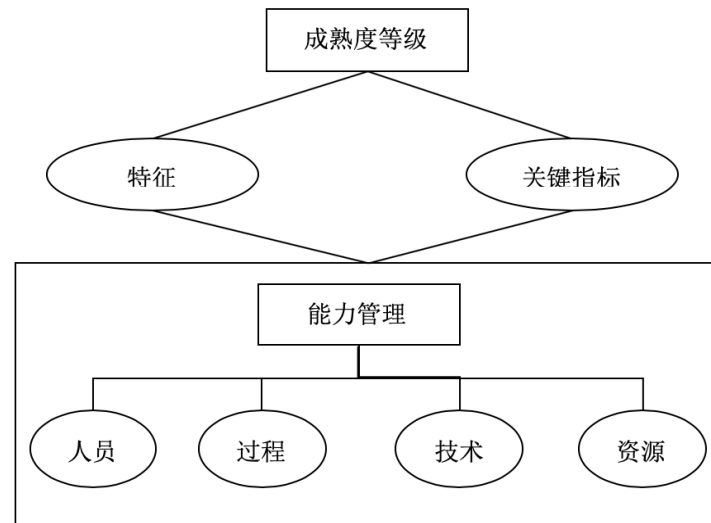 成熟度等级
特征
关键指标
能力管理
人员
过程
技术
资源